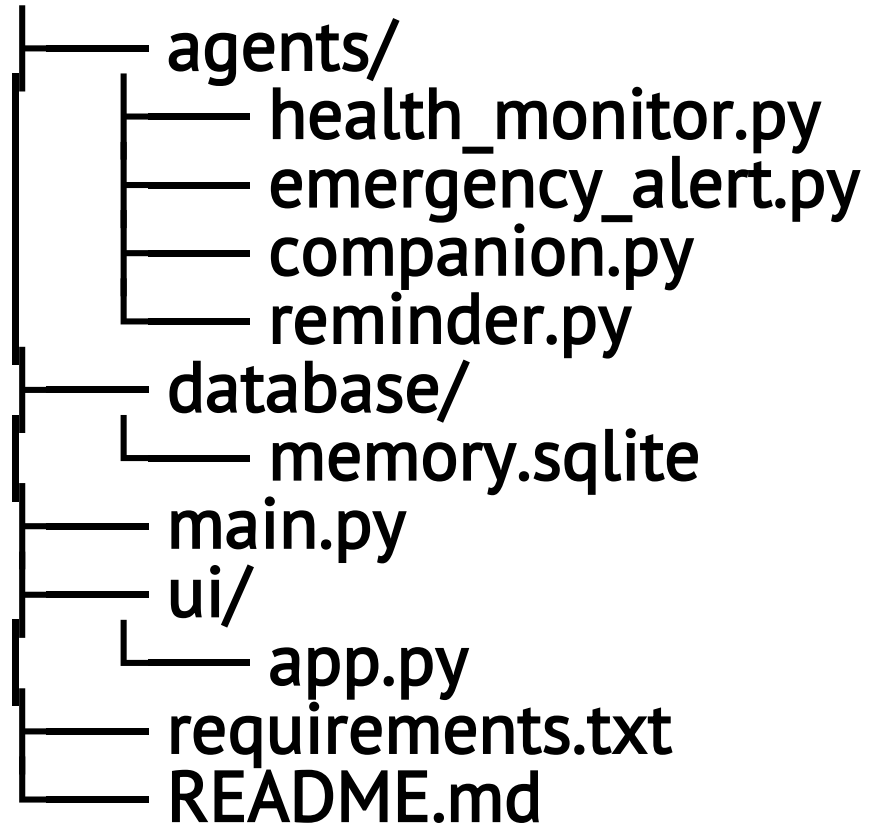 agents/
health_monitor.py
emergency_alert.py
companion.py
reminder.py
database/
memory.sqlite
main.py
ui/
app.py
requirements.txt
README.md